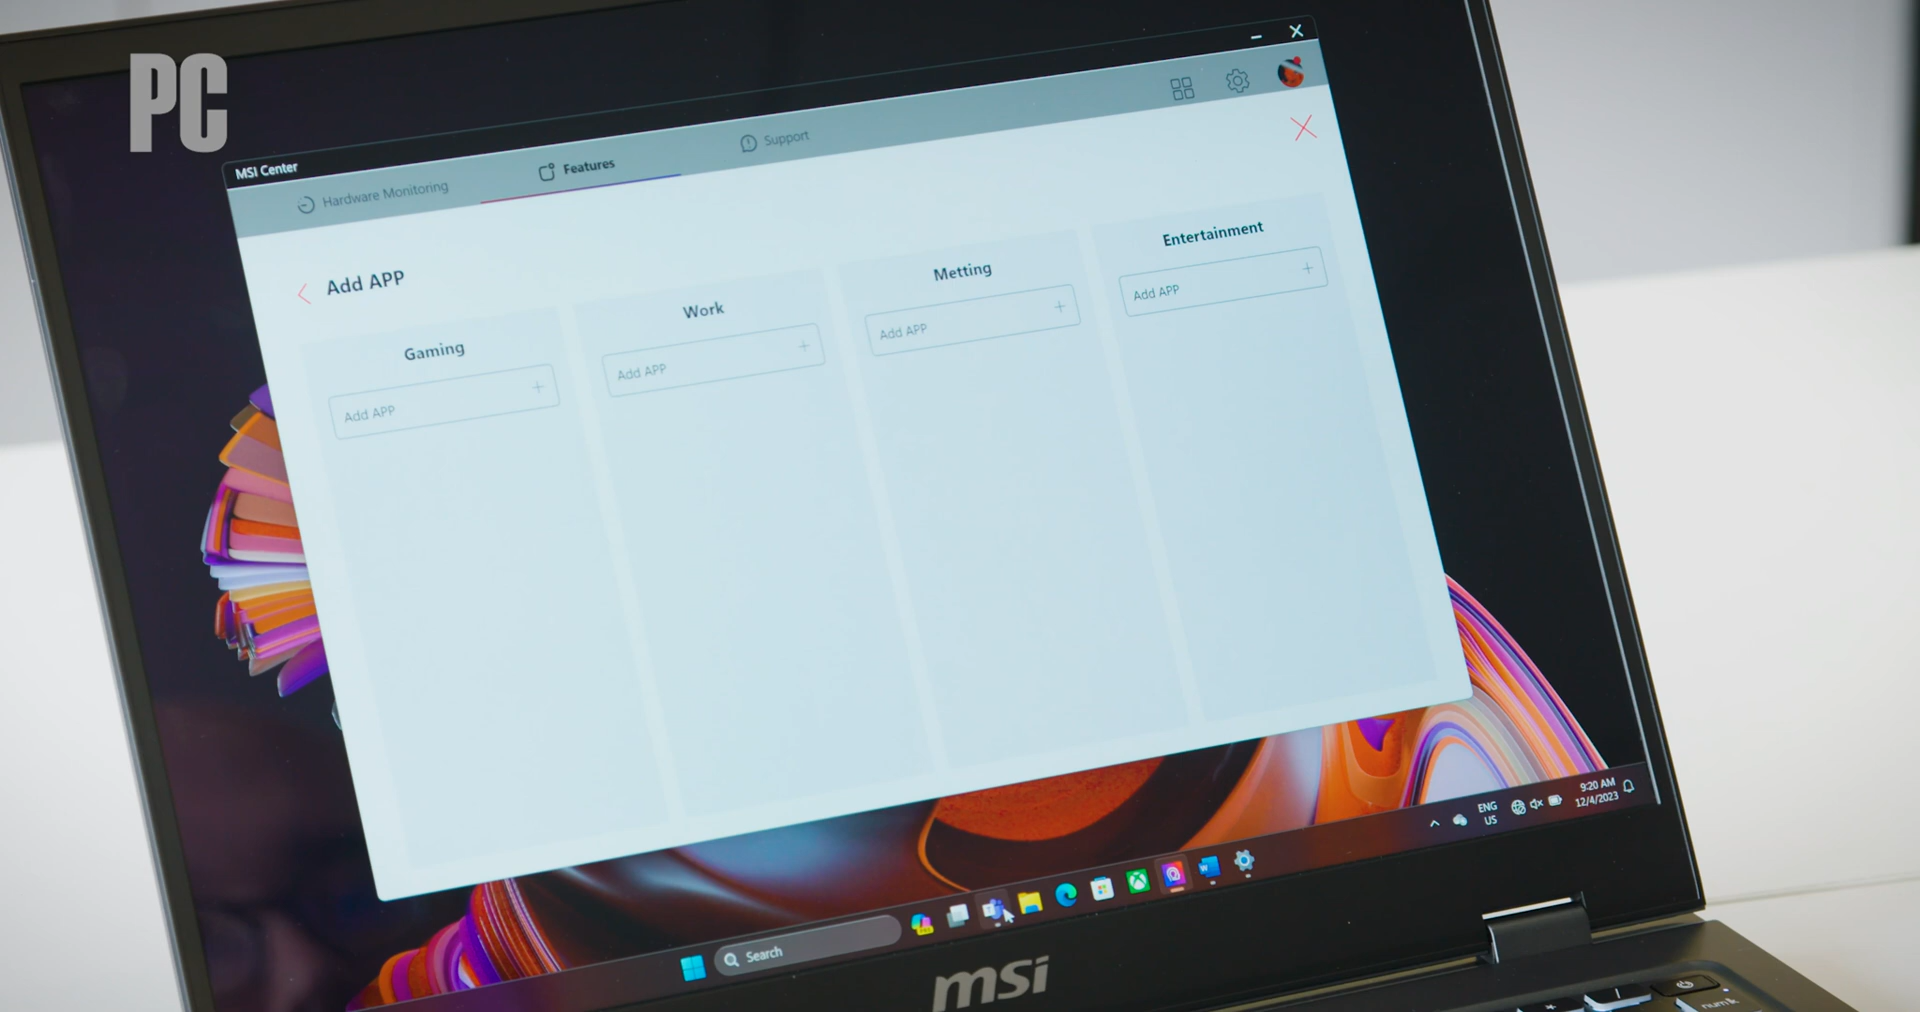 PC
MSI Center
Hardware Monitoring
Features
Support
Add APP
Gaming
Add APP
Work
Add APP
Metting
Add APP
Entertainment
Add APP
Search
ENG
US
9:20 AM
12/4/2023
msi